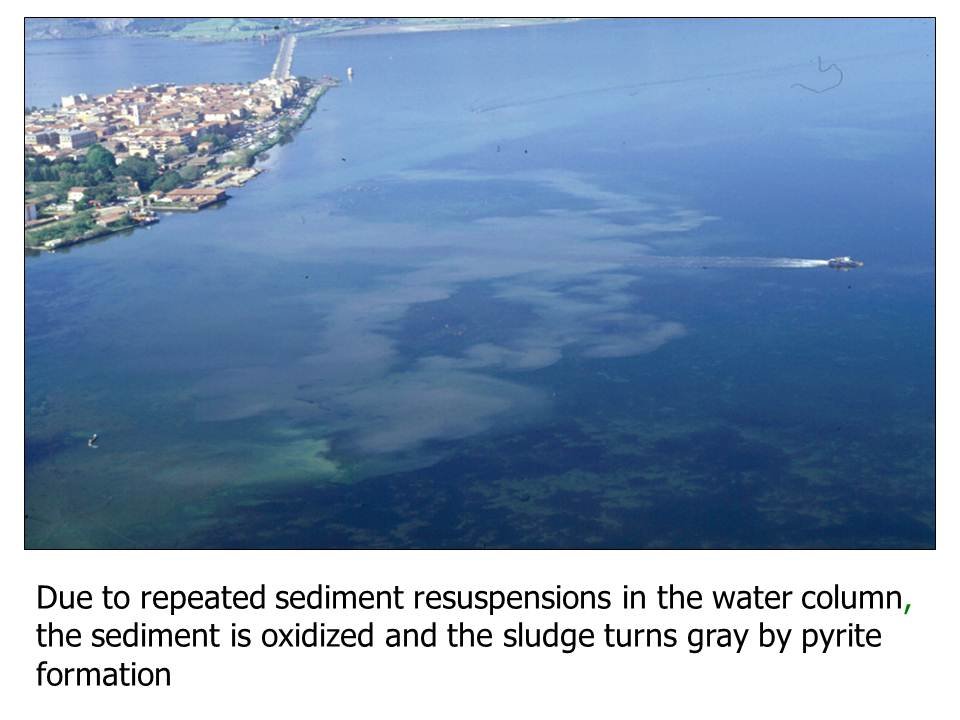 Due to repeated sediment resuspensions in the water column,
the sediment is oxidized and the sludge turns gray by pyrite
formation